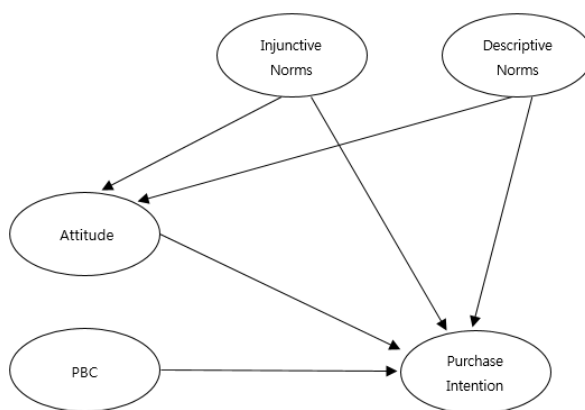 Injunctive
Norms
Descriptive
Norms
Attitude
PBC
Purchase
Intention